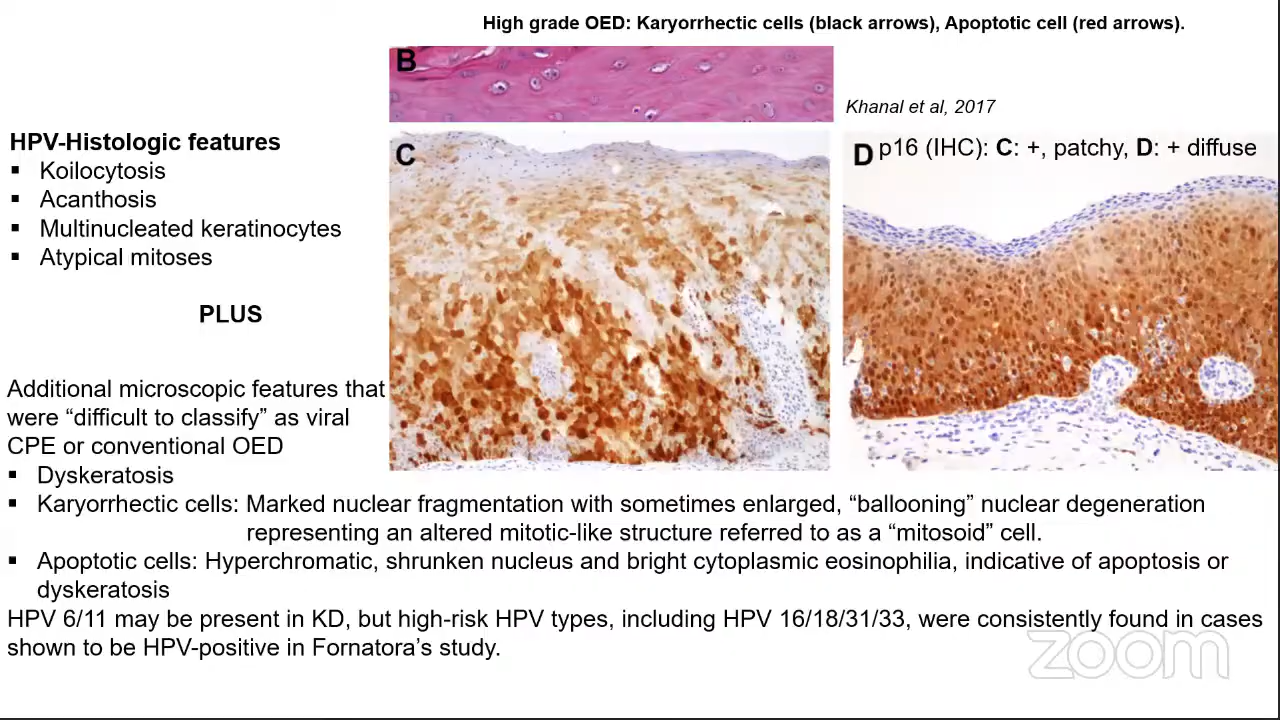 High grade OED: Karyorrhectic cells (black arrows), Apoptotic cell (red arrows).
B
Khanal et al, 2017
HPV-Histologic features
▪ Koilocytosis
▪ Acanthosis
▪ Multinucleated keratinocytes
▪ Atypical mitoses
PLUS
C
D p16 (IHC): C: +, patchy, D: + diffuse
Additional microscopic features that
were “difficult to classify” as viral
CPE or conventional OED
▪ Dyskeratosis
▪ Karyorrhectic cells: Marked nuclear fragmentation with sometimes enlarged, “ballooning” nuclear degeneration
representing an altered mitotic-like structure referred to as a “mitosoid” cell.
▪ Apoptotic cells: Hyperchromatic, shrunken nucleus and bright cytoplasmic eosinophilia, indicative of apoptosis or
dyskeratosis
HPV 6/11 may be present in KD, but high-risk HPV types, including HPV 16/18/31/33, were consistently found in cases
shown to be HPV-positive in Fornatora’s study.
zoom